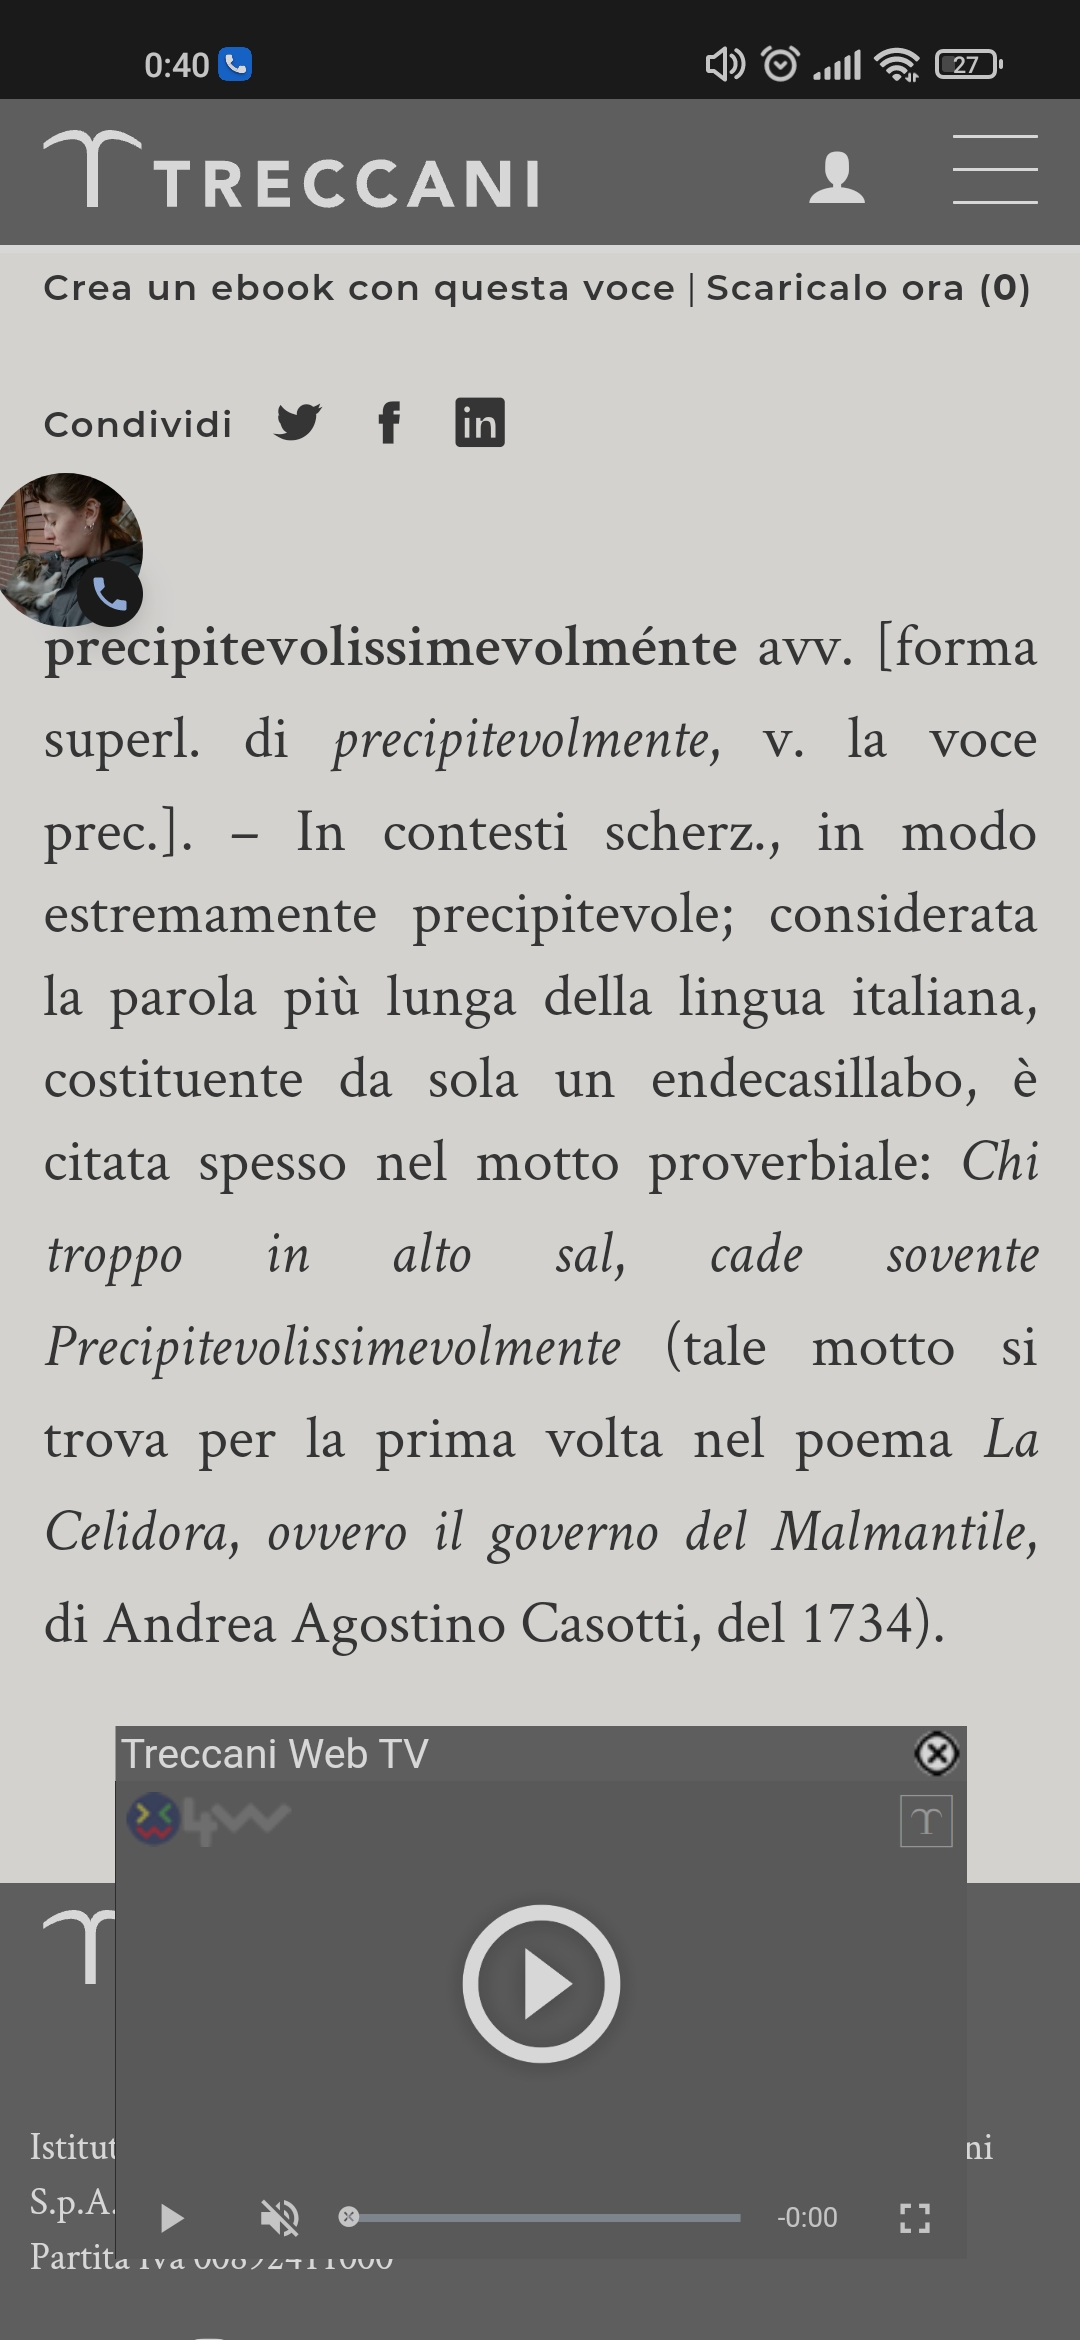 0:40
27
TRECCANI
Crea un ebook con questa voce | Scaricalo ora (0)
Condividi
in
precipitevolissimevolménte avv. [forma
superl. di precipitevolmente, v. la voce
prec.]. – In contesti scherz., in modo
estremamente precipitevole; considerata
la parola più lunga della lingua italiana,
costituente da sola un endecasillabo, è
citata spesso nel motto proverbiale: Chi
troppo in alto sal, cade sovente
Precipitevolissimevolmente (tale motto si
trova per la prima volta nel poema La
Celidora, ovvero il governo del Malmantile,
di Andrea Agostino Casotti, del 1734).
Treccani Web TV
4w
-0:00
S.p.A.
Partita Iva